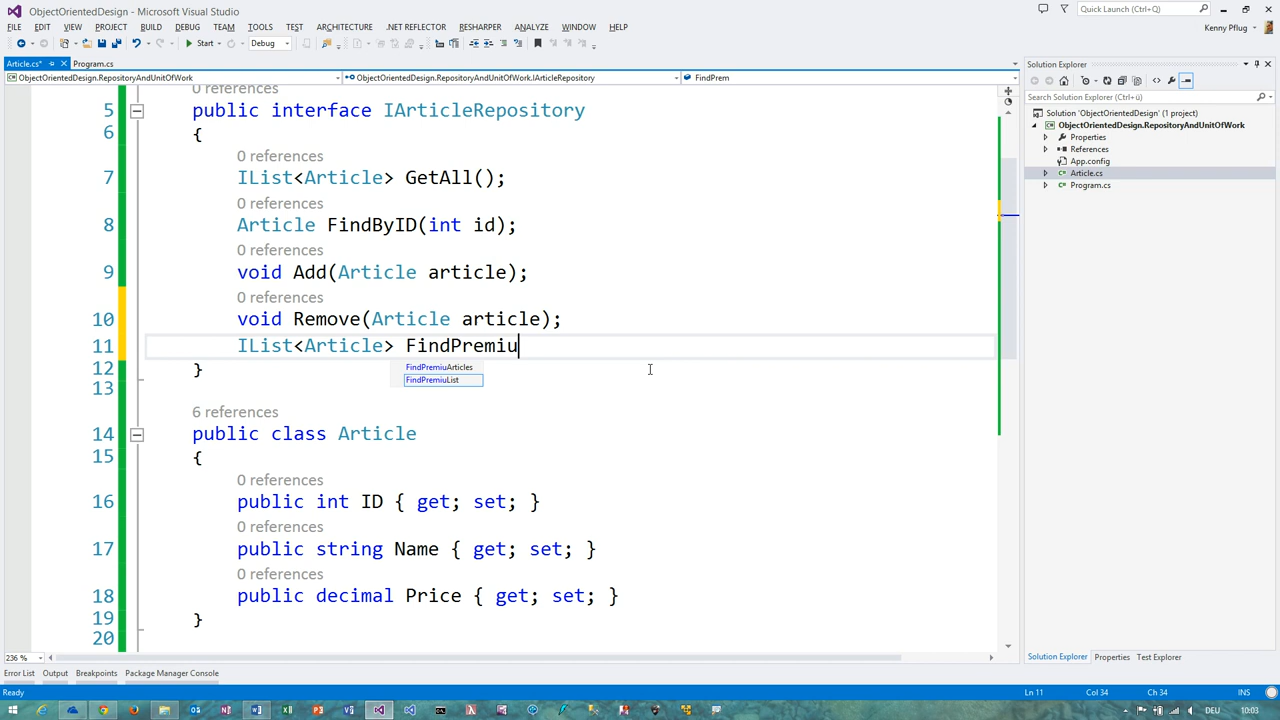 ObjectOrientedDesign - Microsoft Visual Studio
Quick Launch (Ctrl+Q)
FILE EDIT VIEW PROJECT BUILD DEBUG TEAM TOOLS TEST ARCHITECTURE .NET REFLECTOR RESHARPER ANALYZE WINDOW HELP
Kenny Pflug
Start
Debug
Article.cs*
Program.cs
ObjectOrientedDesign.RepositoryAndUnitOfWork
ObjectOrientedDesign.RepositoryAndUnitOfWork.IArticleRepository
FindPrem
0 references
5 public interface IArticleRepository
6 {
0 references
7 IList<Article> GetAll();
0 references
8 Article FindByID(int id);
0 references
9 void Add(Article article);
0 references
10 void Remove(Article article);
11 IList<Article> FindPremiu
FindPremiuArticles
FindPremiuList
12 }
13
6 references
14 public class Article
15 {
0 references
16 public int ID { get; set; }
0 references
17 public string Name { get; set; }
0 references
18 public decimal Price { get; set; }
19 }
20
236 %
Solution Explorer
Search Solution Explorer (Ctrl+ü)
Solution 'ObjectOrientedDesign' (1 project)
ObjectOrientedDesign.RepositoryAndUnitOfWork
Properties
References
App.config
Article.cs
Program.cs
Solution Explorer Properties Test Explorer
Error List Output Breakpoints Package Manager Console
Ready
Ln 11 Col 34 Ch 34 INS
DEU 10:03